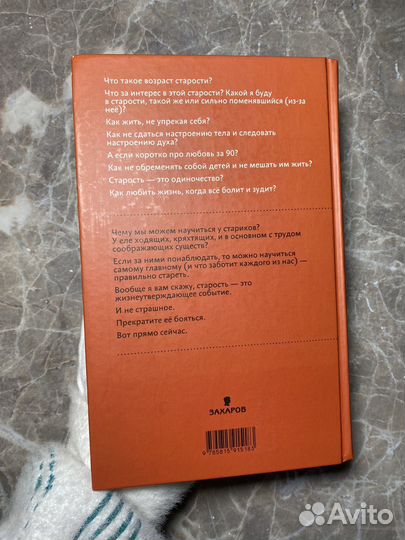 Что такое возраст старости?
Что за интерес в этой старости? Какой я буду
в старости, такой же или сильно поменявшийся (из-за
неё)?
Как жить, не упрекая себя?
Как не сдаться настроению тела и следовать
настроению духа?
А если коротко про любовь за 90?
Как не обременять собой детей и не мешать им жить?
Старость — это одиночество?
Как любить жизнь, когда всё болит и зудит?
Чему мы можем научиться у стариков?
У еле ходящих, кряхтящих, и в основном с трудом
соображающих существ?
Если за ними понаблюдать, то можно научиться
самому главному (и что заботит каждого из нас) —
правильно стареть.
Вообще я вам скажу, старость — это
жизнеутверждающее событие.
И не страшное.
Прекратите её бояться.
Вот прямо сейчас.
ЗАХАРОВ
9 785815 915183
Avito